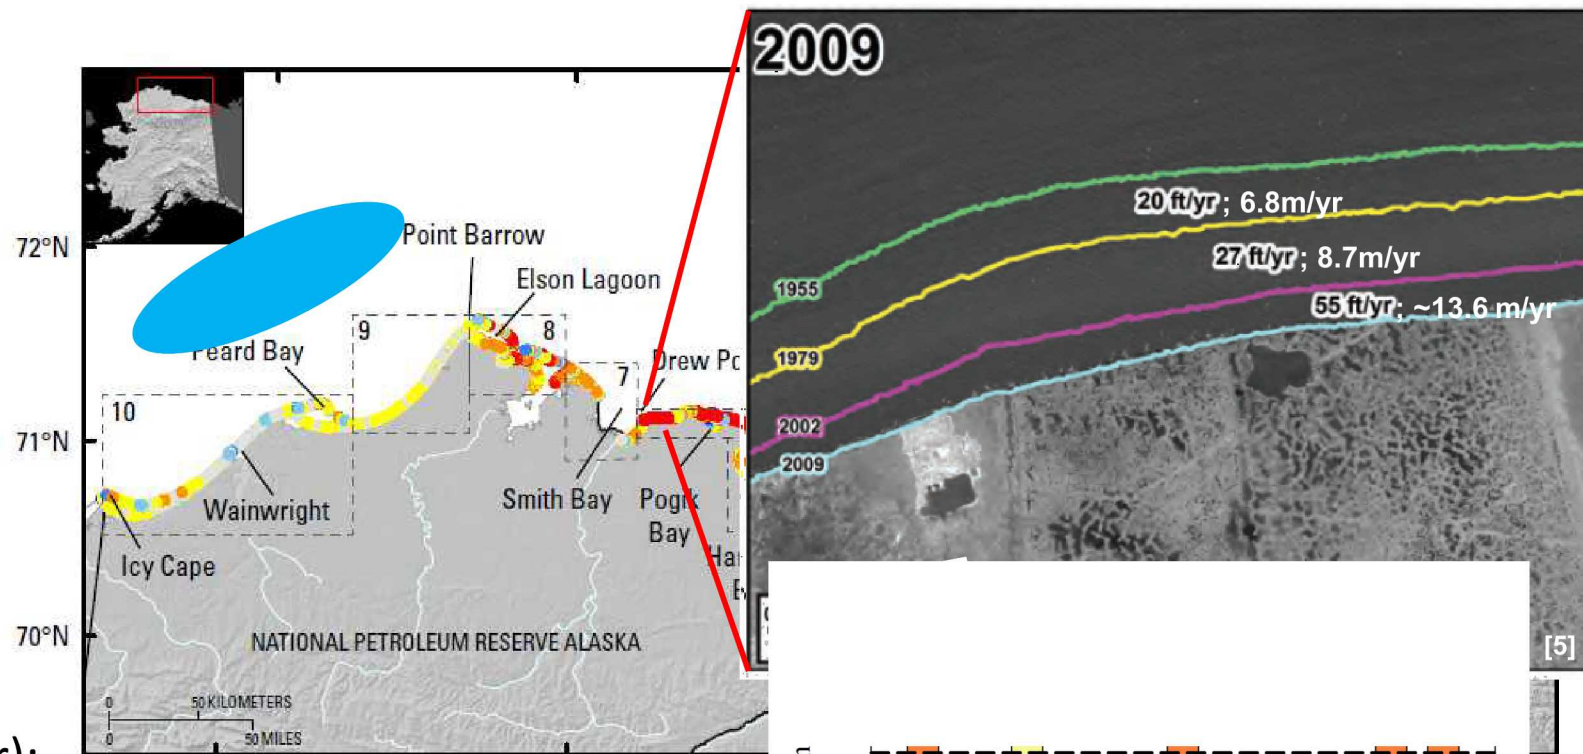 2009
20 ft/yr ; 6.8m/yr
27 ft/yr ; 8.7m/yr
55 ft/yr ; ~13.6 m/yr
1955
1979
2002
2009
[5]
72°N
71°N
70°N
Point Barrow
Elson Lagoon
9
8
Peard Bay
7
Drew Po
10
Wainwright
Smith Bay
Pogik
Bay
Icy Cape
Ha
NATIONAL PETROLEUM RESERVE ALASKA
0 50 KILOMETERS
0 50 MILES